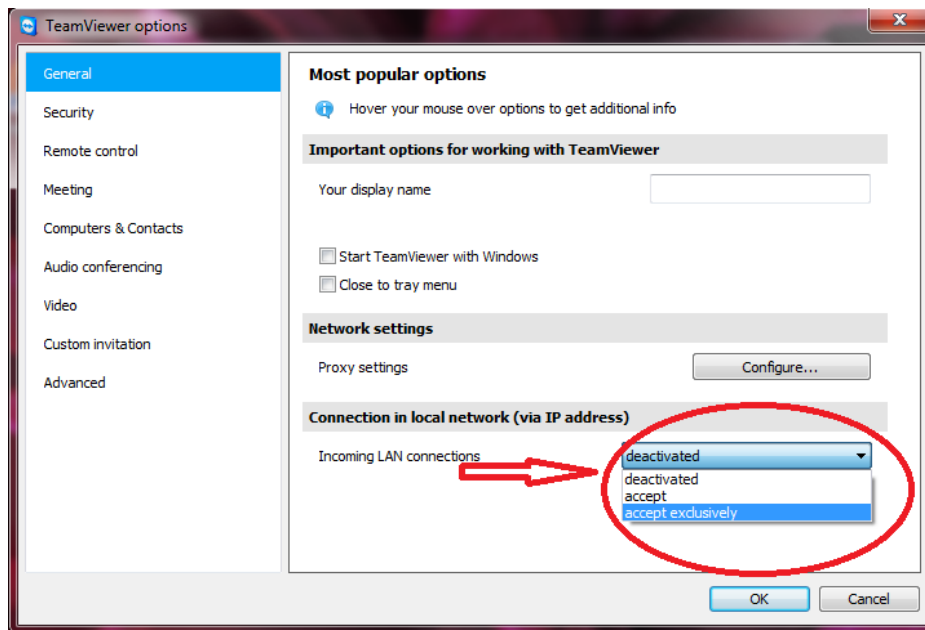 TeamViewer options
General
Security
Remote control
Meeting
Computers & Contacts
Audio conferencing
Video
Custom invitation
Advanced
Most popular options
Hover your mouse over options to get additional info
Important options for working with TeamViewer
Your display name
Start TeamViewer with Windows
Close to tray menu
Network settings
Proxy settings Configure...
Connection in local network (via IP address)
Incoming LAN connections deactivated
deactivated
accept
accept exclusively
OK Cancel